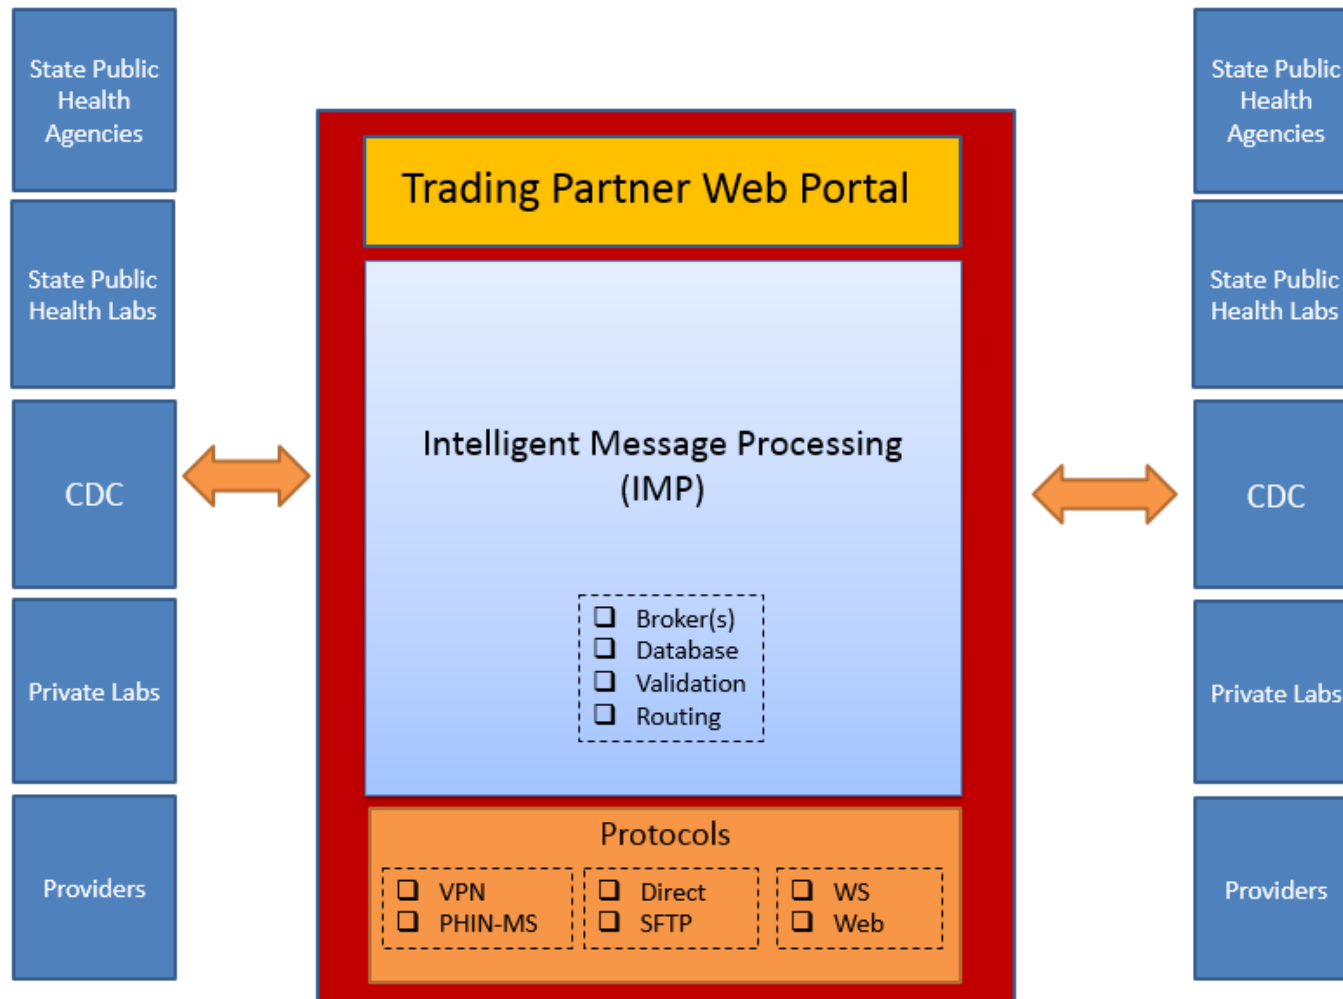 State Public
Health
Agencies
State Public
Health Labs
CDC
Private Labs
Providers
Trading Partner Web Portal
Intelligent Message Processing
(IMP)
Broker(s)
Database
Validation
Routing
Protocols
VPN
PHIN-MS
Direct
SFTP
WS
Web
State Public
Health
Agencies
State Public
Health Labs
CDC
Private Labs
Providers